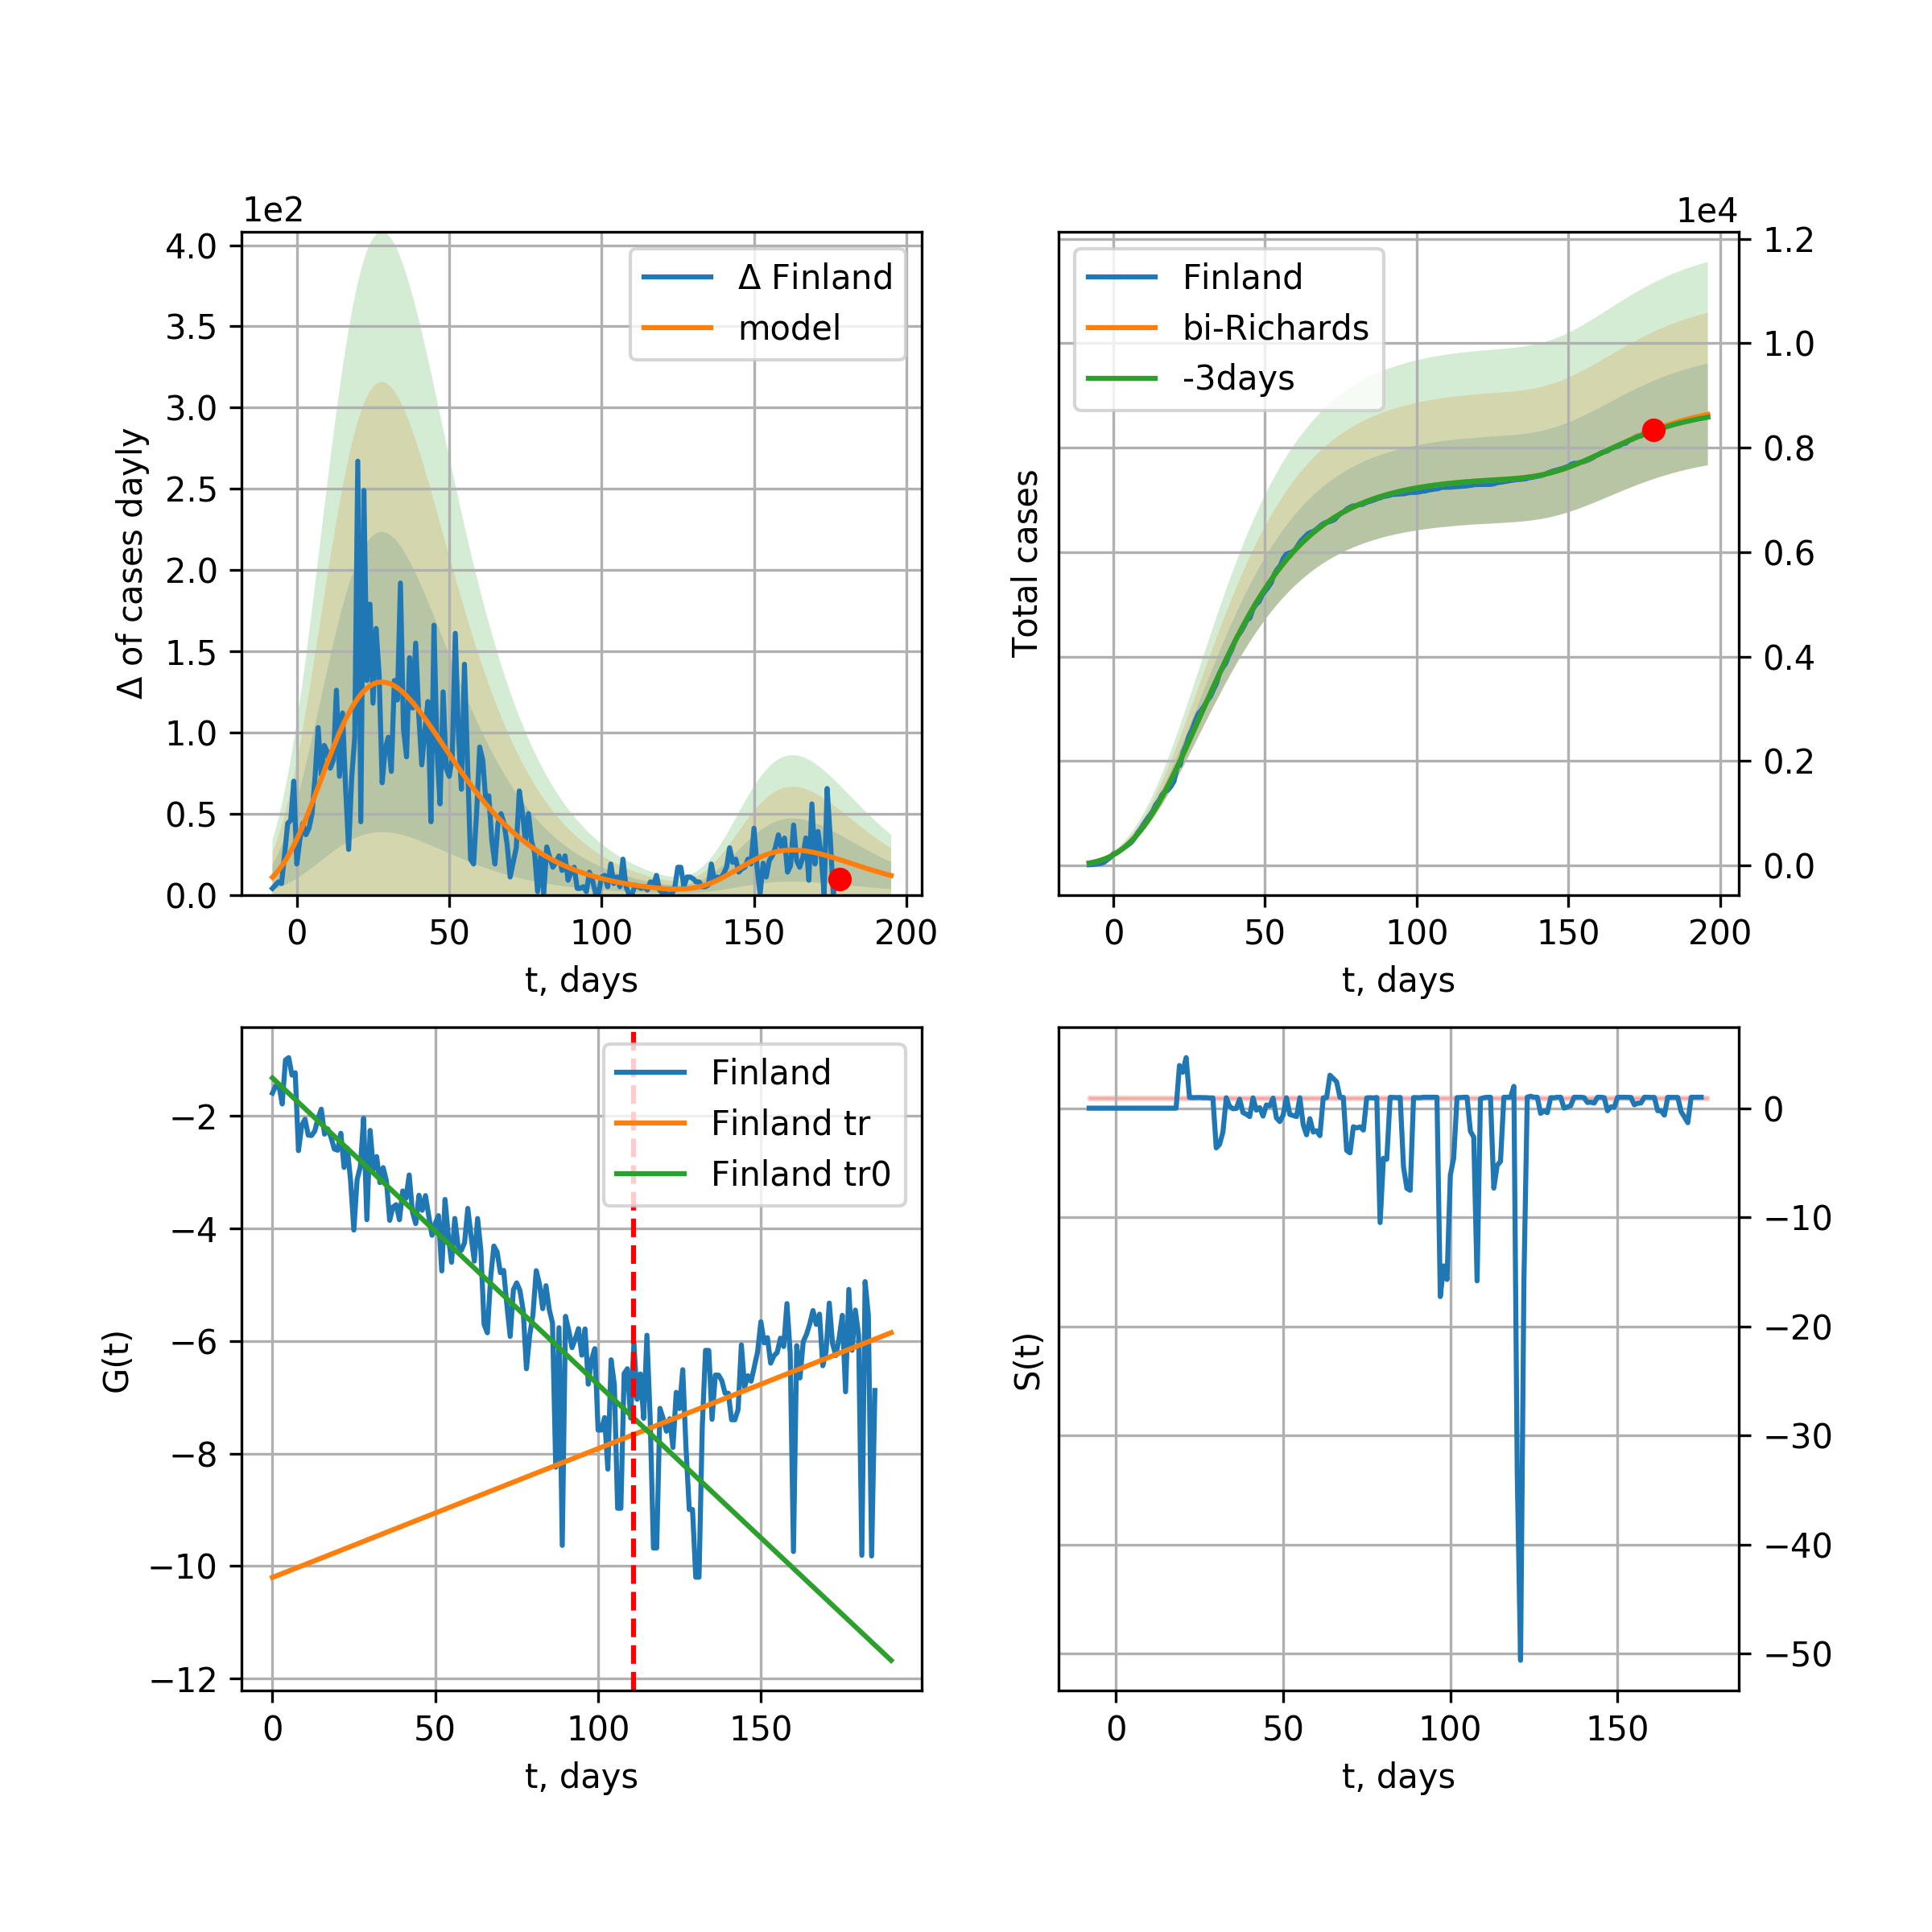 1e2
4.0
3.5
3.0
2.5
2.0
1.5
1.0
0.5
0.0
Δ of cases dayly
Δ Finland
model
0 50 100 150 200
t, days
1e4
1.2
1.0
0.8
0.6
0.4
0.2
0.0
Total cases
Finland
bi-Richards
-3days
0 50 100 150 200
t, days
−2
−4
−6
−8
−10
−12
G(t)
Finland
Finland tr
Finland tr0
0 50 100 150
t, days
0
−10
−20
−30
−40
−50
S(t)
0 50 100 150
t, days